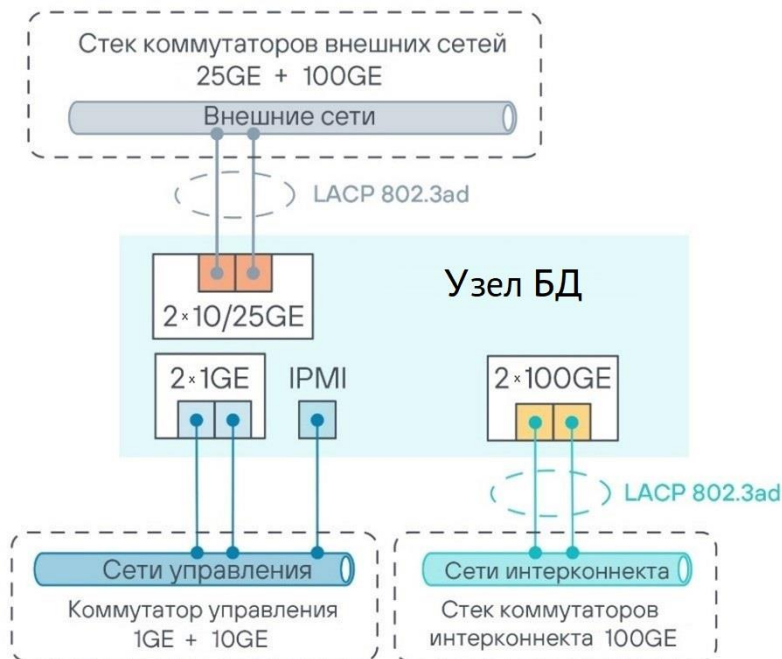 Стек коммутаторов внешних сетей
25GE + 100GE
Внешние сети
LACP 802.3ad
Узел БД
2×10/25GE
2×1GE
IPMI
2×100GE
LACP 802.3ad
Сети управления
Коммутатор управления
1GE + 10GE
Сети интерконнекта
Стек коммутаторов
интерконнекта 100GE